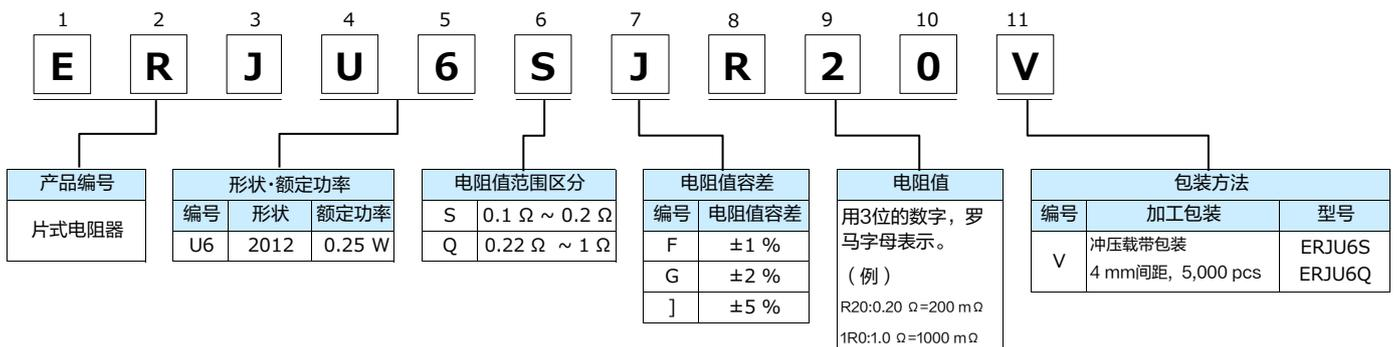 1 2 3 4 5 6 7 8 9 10 11
E R J U 6 S J R 2 0 V
产品编号
片式电阻器
形状·额定功率
编号 形状 额定功率
U6 2012 0.25 W
电阻值范围区分
S 0.1 Ω ~ 0.2 Ω
Q 0.22 Ω ~ 1 Ω
电阻值容差
编号 电阻值容差
F ±1 %
G ±2 %
] ±5 %
电阻值
用3位的数字，罗
马字母表示。
（例）
R20:0.20 Ω=200 mΩ
1R0:1.0 Ω=1000 mΩ
包装方法
编号 加工包装 型号
V
冲压载带包装 ERJU6S
4 mm间距, 5,000 pcs ERJU6Q